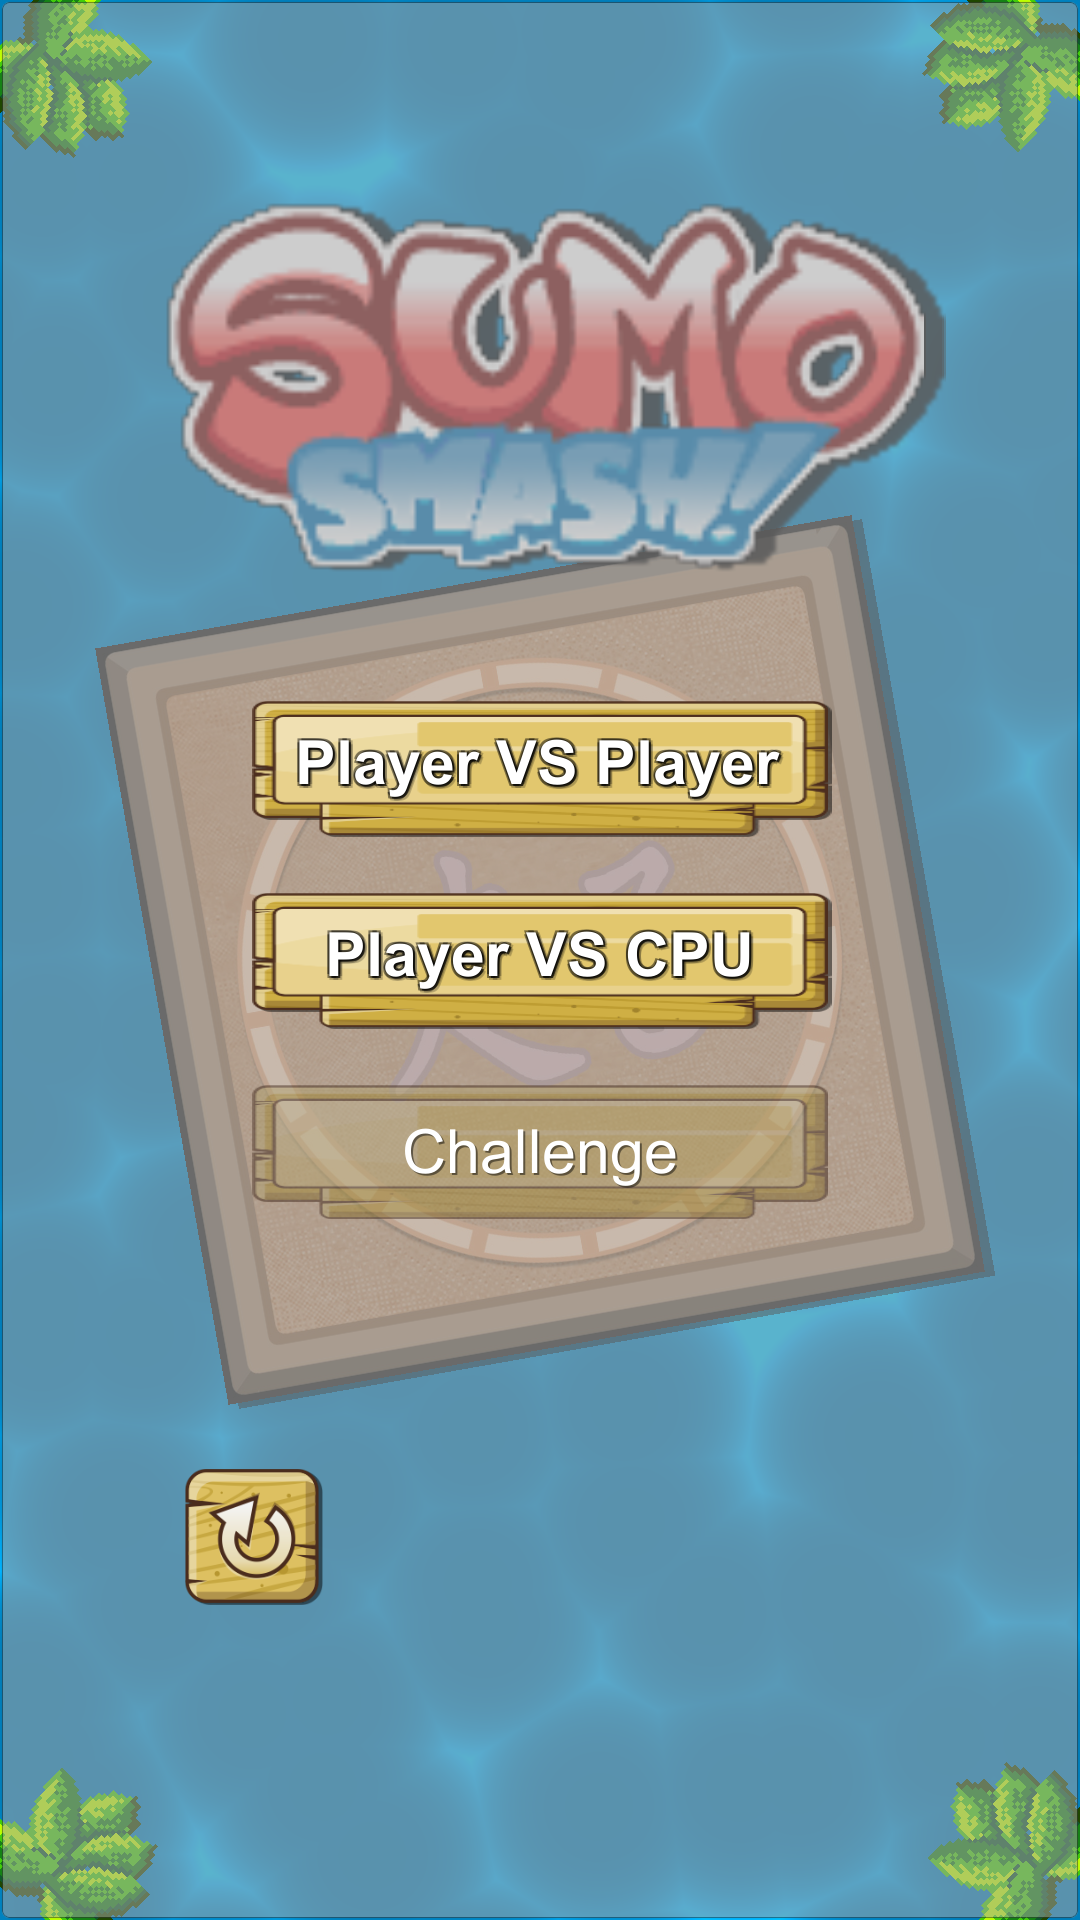 SUMO
SMASH!
Player VS Player
Player VS CPU
Challenge